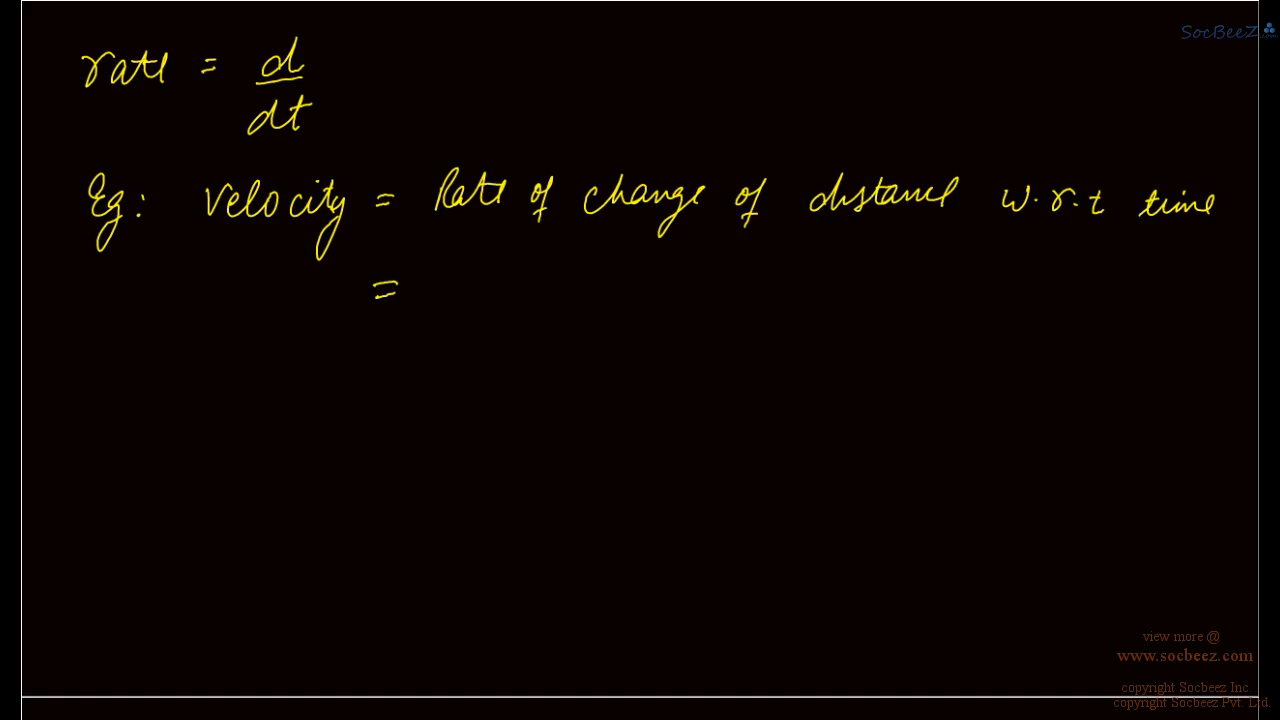 SocBeeZ.com
rate = d/dt
Eg: Velocity = Rate of change of distance w.r.t time
=
view more @
www.socbeez.com
copyright Socbeez Inc.
copyright Socbeez Pvt. Ltd.